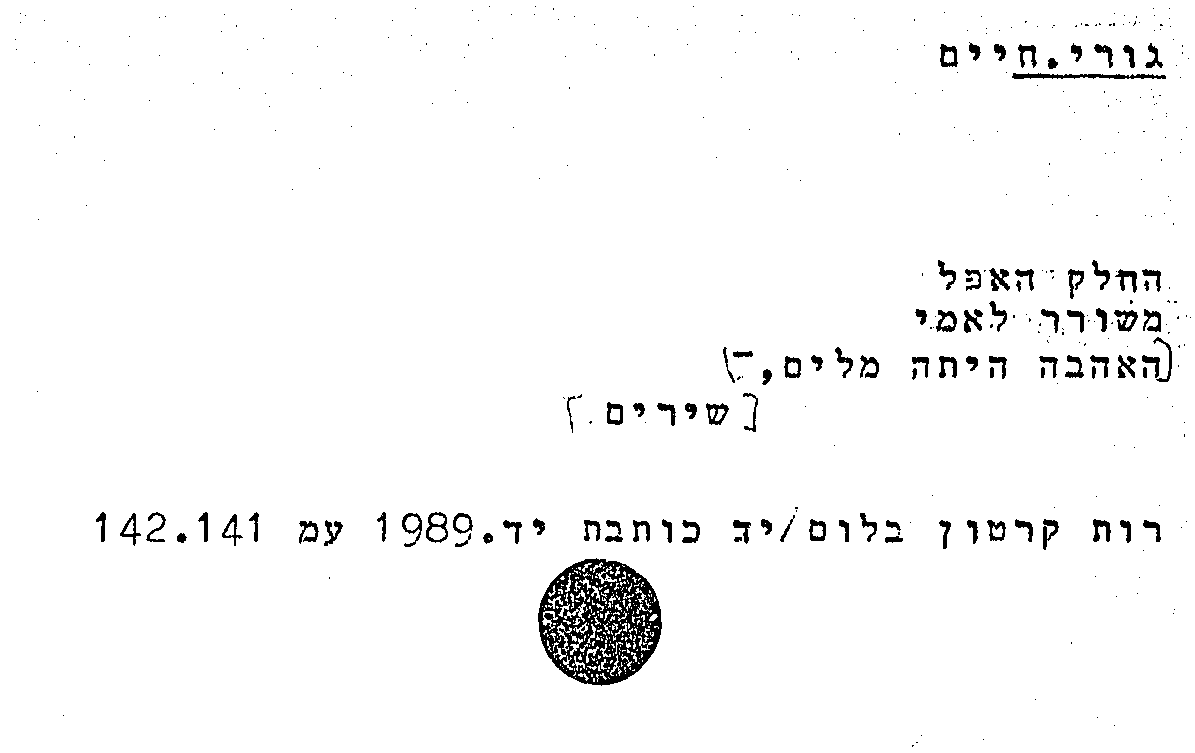 גורי.חיים
החלק האפל
משורר לאמי
(האהבה היתה מלים,-)
[שירים.]
רות קרטון בלום/יד כותבת יד.1989 עמ 142.141